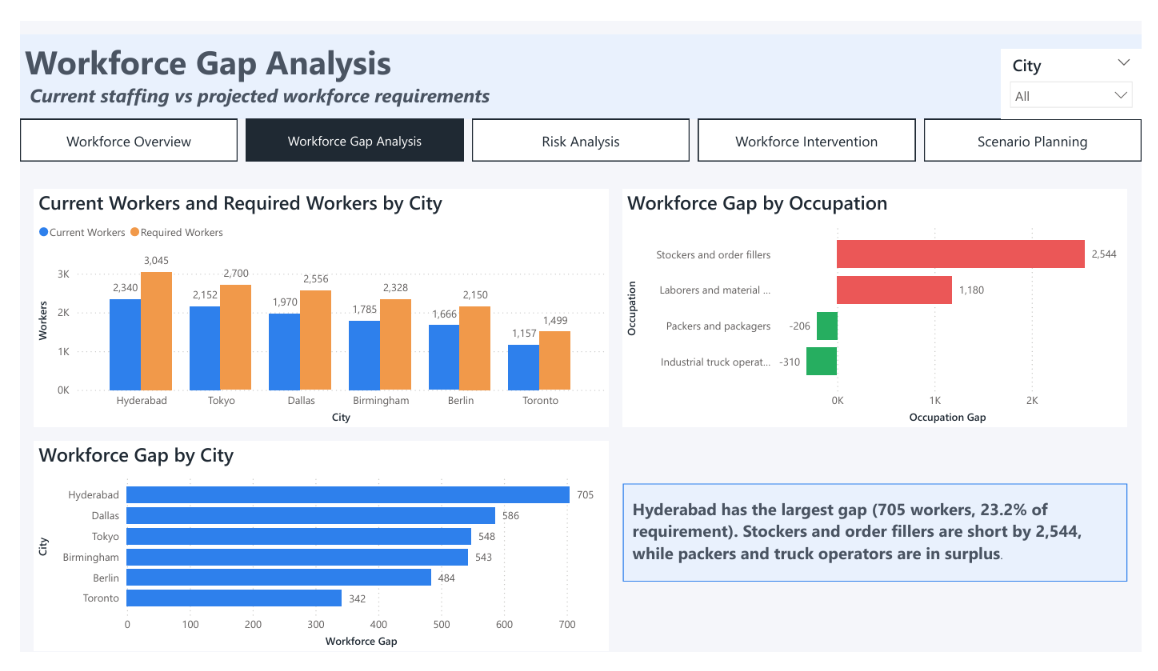 Workforce Gap Analysis
Current staffing vs projected workforce requirements
City
All
Workforce Overview
Workforce Gap Analysis
Risk Analysis
Workforce Intervention
Scenario Planning
Current Workers and Required Workers by City
Current Workers Required Workers
Workers
3K
2K
1K
0K
2,340
3,045
2,152
2,700
1,970
2,556
1,785
2,328
1,666
2,150
1,157
1,499
Hyderabad
Tokyo
Dallas
Birmingham
Berlin
Toronto
City
Workforce Gap by Occupation
Occupation
Stockers and order fillers 2,544
Laborers and material ... 1,180
Packers and packagers -206
Industrial truck operat... -310
0K 1K 2K
Occupation Gap
Workforce Gap by City
City
Hyderabad 705
Dallas 586
Tokyo 548
Birmingham 543
Berlin 484
Toronto 342
0 100 200 300 400 500 600 700
Workforce Gap
Hyderabad has the largest gap (705 workers, 23.2% of
requirement). Stockers and order fillers are short by 2,544,
while packers and truck operators are in surplus.